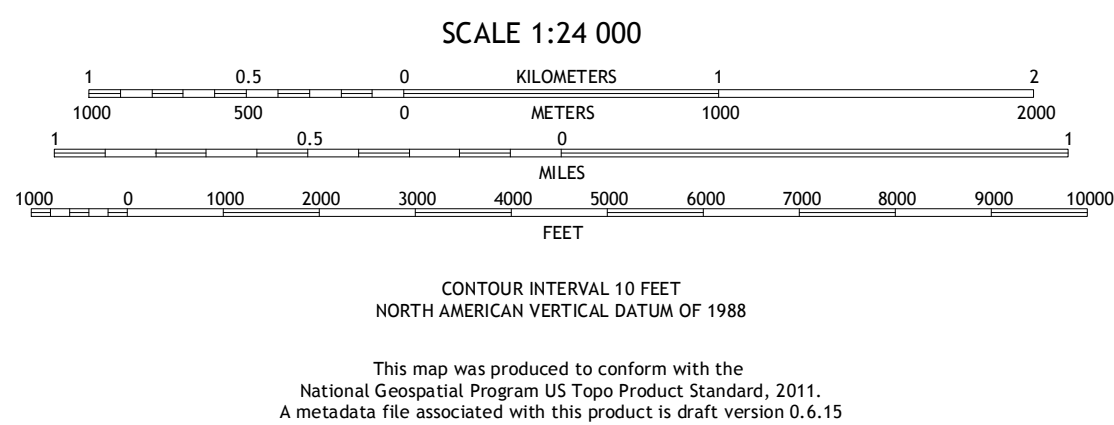 SCALE 1:24 000
1 0.5 0 KILOMETERS 1 2
1000 500 0 METERS 1000 2000
1 0.5 0 1
MILES
1000 0 1000 2000 3000 4000 5000 6000 7000 8000 9000 10000
FEET
CONTOUR INTERVAL 10 FEET
NORTH AMERICAN VERTICAL DATUM OF 1988
This map was produced to conform with the
National Geospatial Program US Topo Product Standard, 2011.
A metadata file associated with this product is draft version 0.6.15